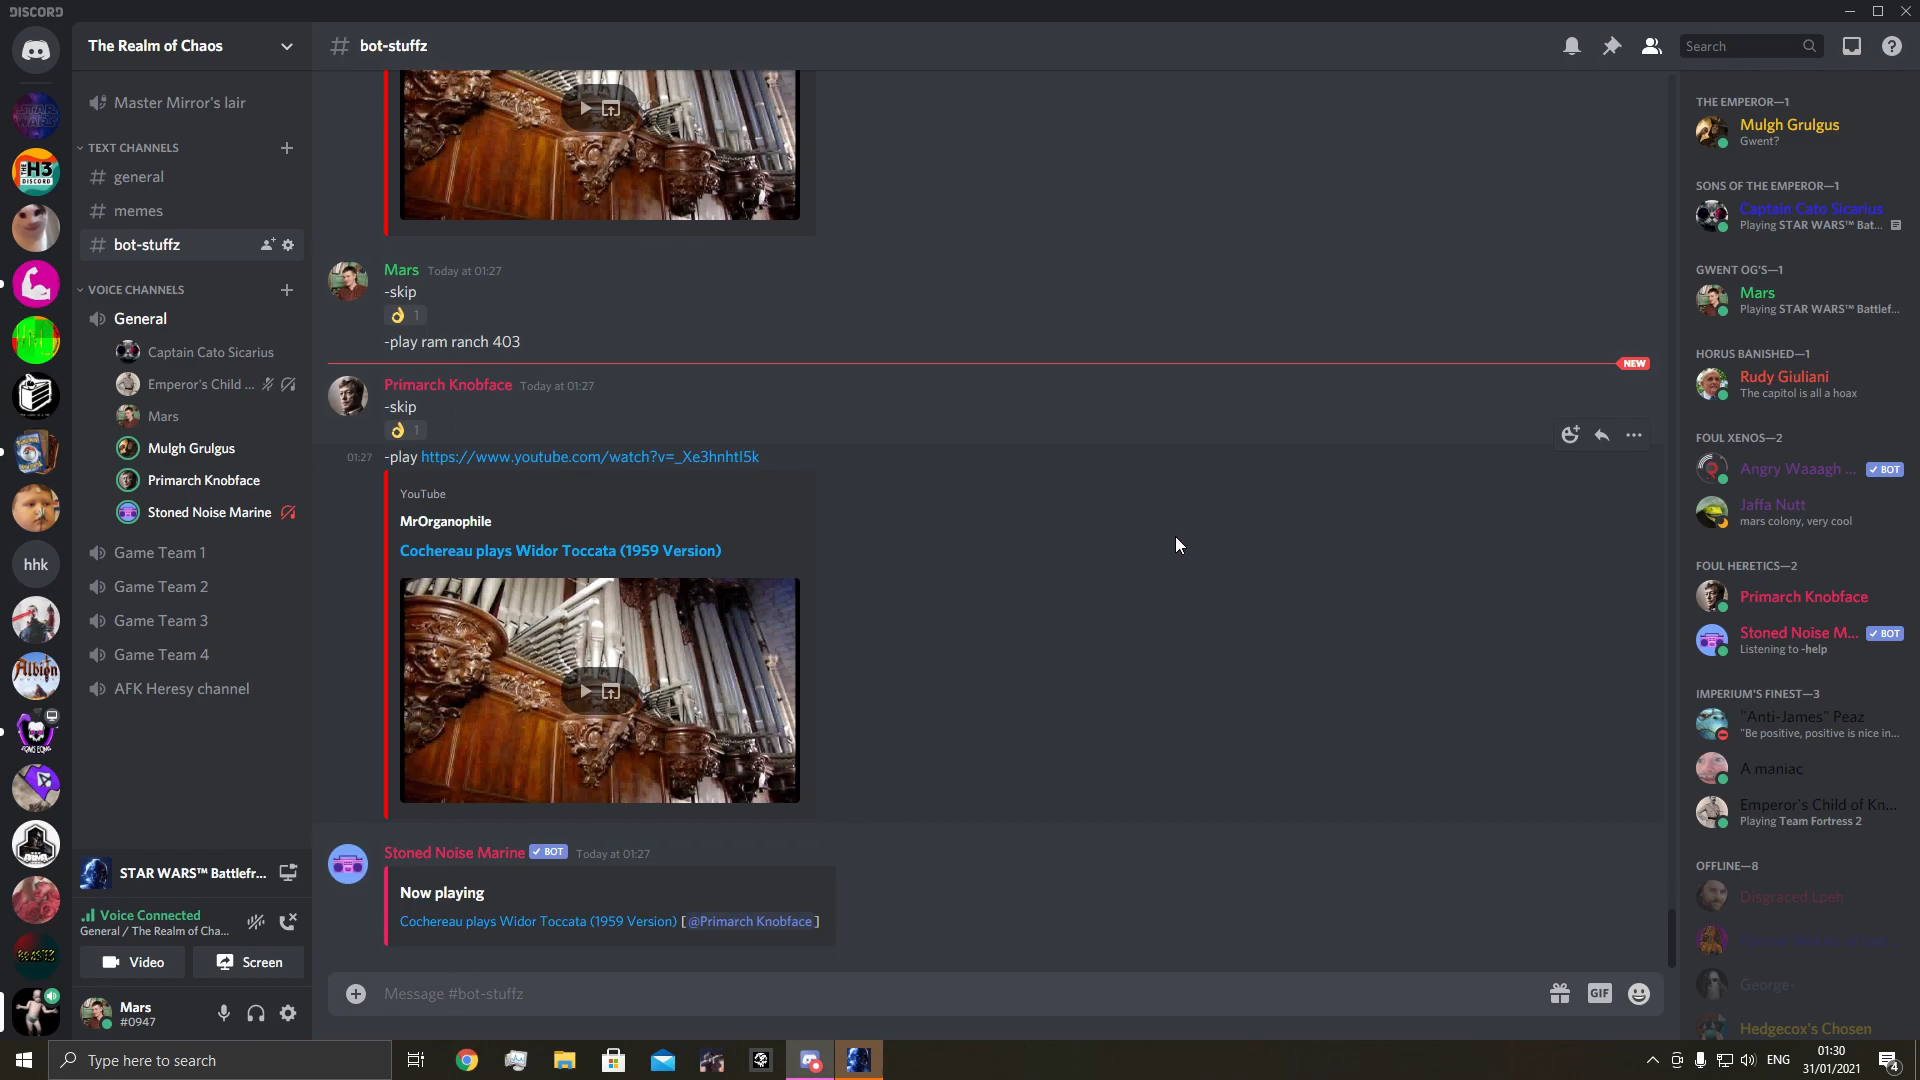 DISCORD
The Realm of Chaos
Master Mirror's lair
TEXT CHANNELS
general
memes
bot-stuffz
VOICE CHANNELS
General
Captain Cato Sicarius
Emperor's Child ...
Mars
Mulgh Grulgus
Primarch Knobface
Stoned Noise Marine
Game Team 1
Game Team 2
Game Team 3
Game Team 4
AFK Heresy channel
STAR WARS™ Battlefr...
Voice Connected
General / The Realm of Cha...
Video
Screen
Mars
#0947
THE H3 DISCORD
hhk
Albion
# bot-stuffz
Search
Mars Today at 01:27
-skip
👌 1
-play ram ranch 403
NEW
Primarch Knobface Today at 01:27
-skip
👌 1
01:27 -play https://www.youtube.com/watch?v=_Xe3hnhtI5k
YouTube
MrOrganophile
Cochereau plays Widor Toccata (1959 Version)
Stoned Noise Marine ✓ BOT Today at 01:27
Now playing
Cochereau plays Widor Toccata (1959 Version) [@Primarch Knobface]
Message #bot-stuffz
GIF
THE EMPEROR—1
Mulgh Grulgus
Gwent?
SONS OF THE EMPEROR—1
Captain Cato Sicarius
Playing STAR WARS™ Bat...
GWENT OG'S—1
Mars
Playing STAR WARS™ Battlef...
HORUS BANISHED—1
Rudy Giuliani
The capitol is all a hoax
FOUL XENOS—2
Angry Waaagh ... ✓ BOT
Jaffa Nutt
mars colony, very cool
FOUL HERETICS—2
Primarch Knobface
Stoned Noise M... ✓ BOT
Listening to -help
IMPERIUM'S FINEST—3
"Anti-James" Peaz
"Be positive, positive is nice in...
A maniac
Emperor's Child of Kn...
Playing Team Fortress 2
OFFLINE—8
Disgraced Lpeh
George-
Hedgecox's Chosen
Type here to search
ENG
01:30
31/01/2021
4